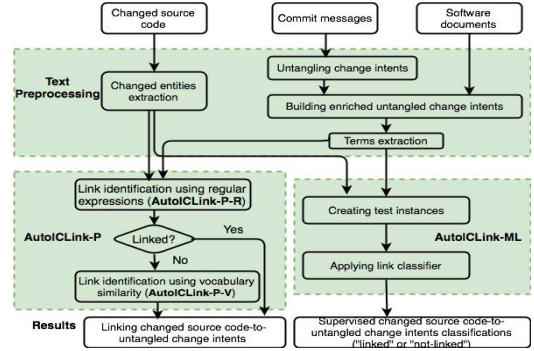 Changed source
code
Commit messages
Software
documents
Text
Preprocessing
Changed entities
extraction
Untangling change intents
Building enriched untangled change intents
Terms extraction
Link identification using regular
expressions (AutoICLink-P-R)
AutoICLink-P
Linked?
Yes
No
Link identification using vocabulary
similarity (AutoICLink-P-V)
Creating test instances
AutoICLink-ML
Applying link classifier
Results
Linking changed source code-to-
untangled change intents
Supervised changed source code-to-
untangled change intents classifications
("linked" or "not-linked")